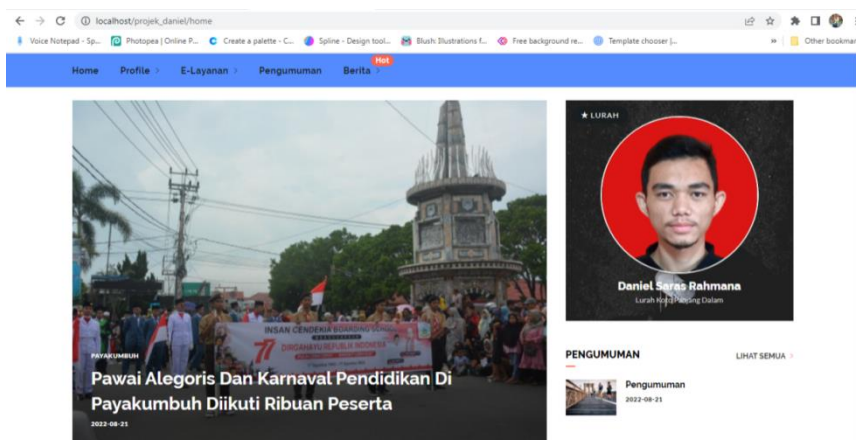 localhost/projek_daniel/home
Voice Notepad - Sp... Photopea | Online P... Create a palette - C... Spline - Design tool... Blush: Illustrations f... Free background re... Template chooser |... » Other bookmar
Hot
Home Profile > E-Layanan > Pengumuman Berita >
★ LURAH
INSAN CENDEKIA BOARDING SCHOOL
77 DIRGAHAYU REPUBLIK INDONESIA
Daniel Saras Rahmana
Lurah Koto Panjang Dalam
PAYAKUMBUH
Pawai Alegoris Dan Karnaval Pendidikan Di
Payakumbuh Diikuti Ribuan Peserta
2022-08-21
PENGUMUMAN LIHAT SEMUA >
Pengumuman
2022-08-21